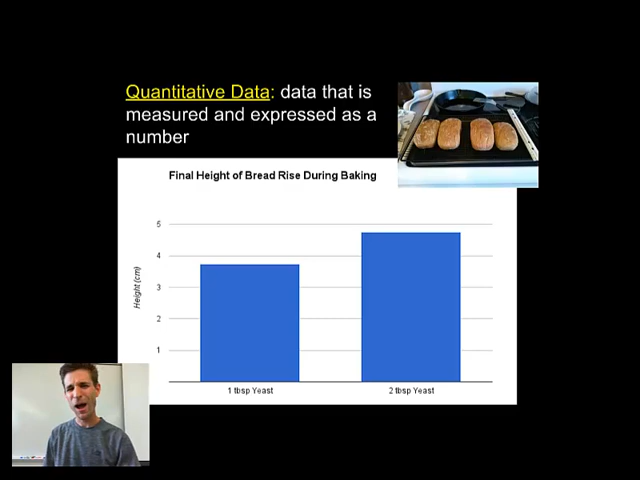 Quantitative Data: data that is
measured and expressed as a
number
Final Height of Bread Rise During Baking
5
4
3
2
1
Height (cm)
1 tbsp Yeast
2 tbsp Yeast